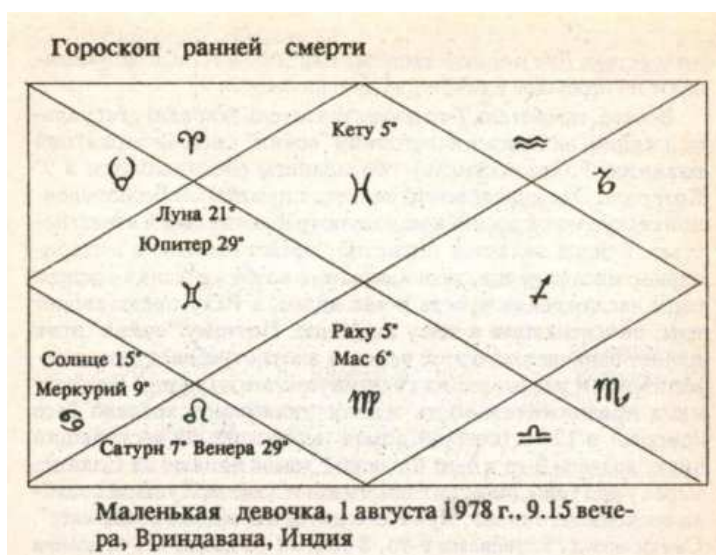 Гороскоп ранней смерти
Кету 5°
Луна 21°
Юпитер 29°
Раху 5°
Мас 6°
Солнце 15°
Меркурий 9°
Сатурн 7° Венера 29°
Маленькая девочка, 1 августа 1978 г., 9.15 вече-
ра, Вриндавана, Индия